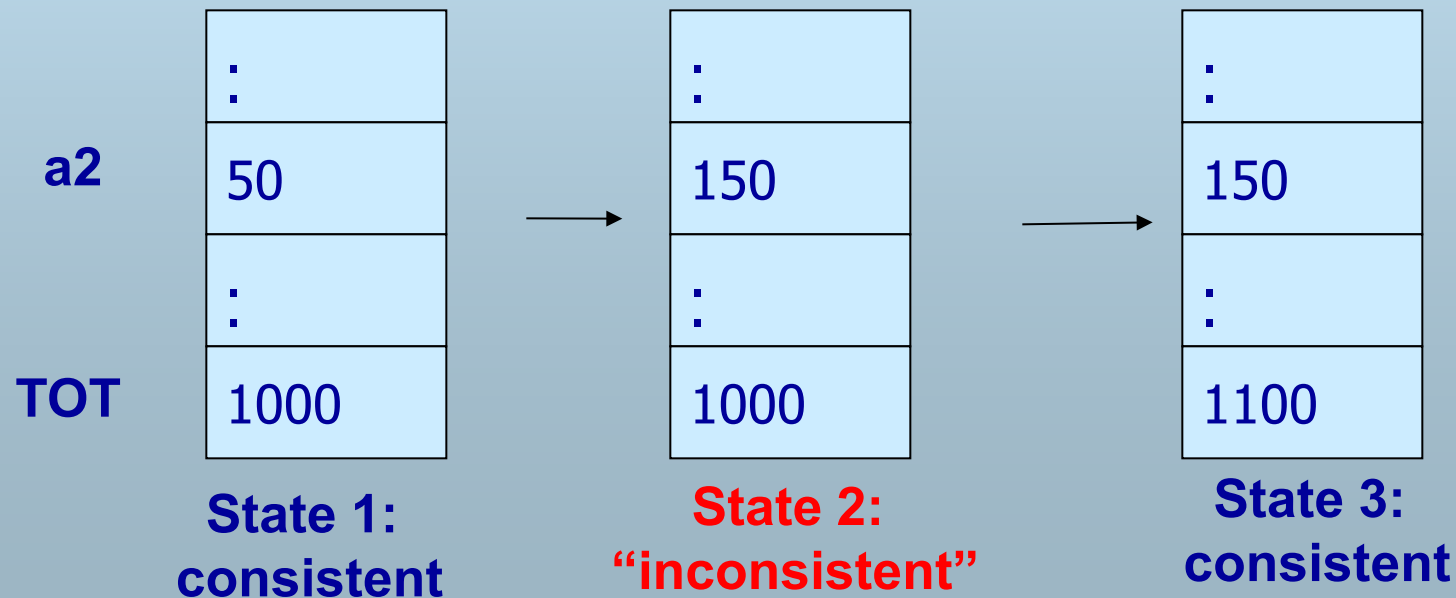 :
:
:
a2
50
150
150
:
:
:
TOT
1000
1000
1100
State 1:
consistent
State 2:
“inconsistent”
State 3:
consistent